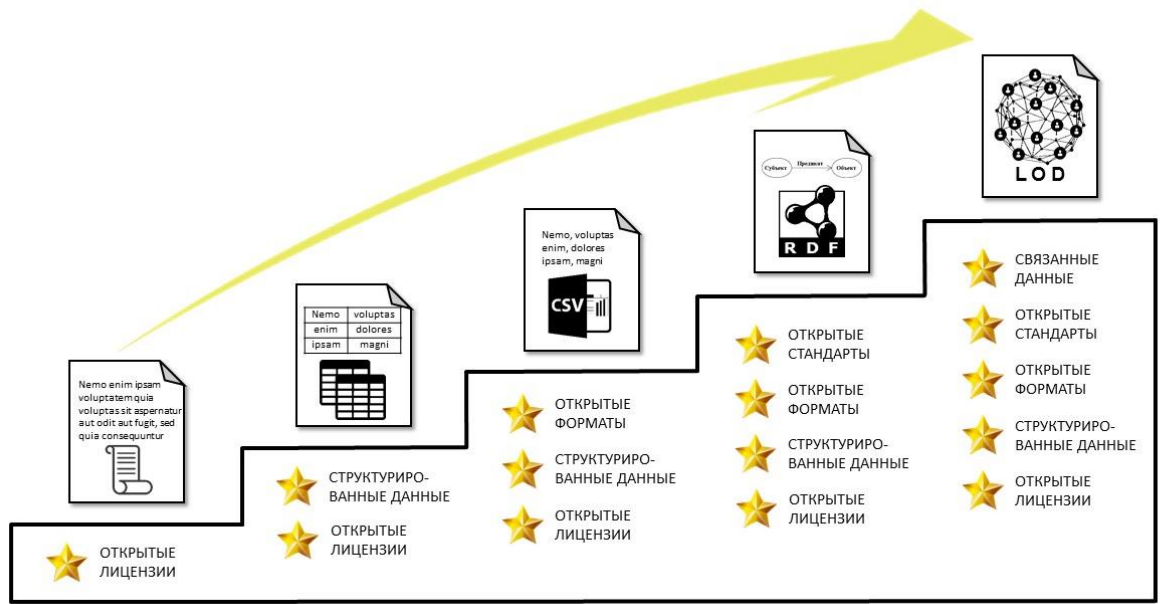 Nemo enim ipsam
voluptatem quia
voluptas sit aspernatur
aut odit aut fugit, sed
quia consequuntur
ОТКРЫТЫЕ
ЛИЦЕНЗИИ
Nemo voluptas
enim dolores
ipsam magni
СТРУКТУРИРО-
ВАННЫЕ ДАННЫЕ
ОТКРЫТЫЕ
ЛИЦЕНЗИИ
Nemo, voluptas
enim, dolores
ipsam, magni
CSV
ОТКРЫТЫЕ
ФОРМАТЫ
СТРУКТУРИРО-
ВАННЫЕ ДАННЫЕ
ОТКРЫТЫЕ
ЛИЦЕНЗИИ
Субъект Предикат Объект
RDF
ОТКРЫТЫЕ
СТАНДАРТЫ
ОТКРЫТЫЕ
ФОРМАТЫ
СТРУКТУРИРО-
ВАННЫЕ ДАННЫЕ
ОТКРЫТЫЕ
ЛИЦЕНЗИИ
LOD
СВЯЗАННЫЕ
ДАННЫЕ
ОТКРЫТЫЕ
СТАНДАРТЫ
ОТКРЫТЫЕ
ФОРМАТЫ
СТРУКТУРИРО-
ВАННЫЕ ДАННЫЕ
ОТКРЫТЫЕ
ЛИЦЕНЗИИ